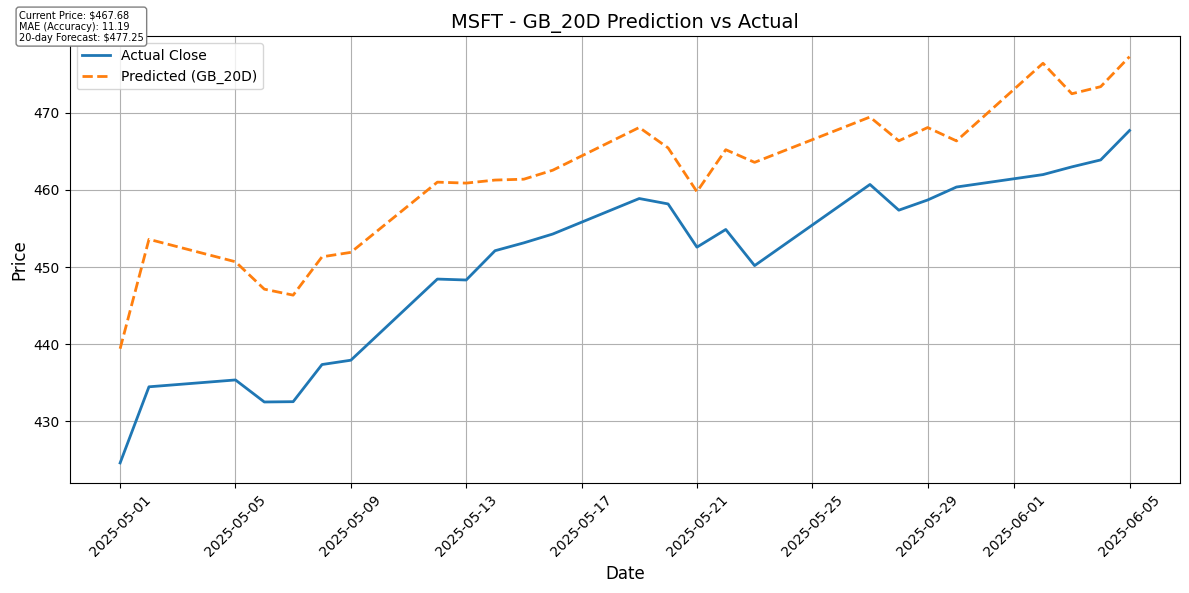 MSFT - GB_20D Prediction vs Actual
Current Price: $467.68
MAE (Accuracy): 11.19
20-day Forecast: $477.25
Actual Close
Predicted (GB_20D)
Price
470
460
450
440
430
2025-05-01
2025-05-05
2025-05-09
2025-05-13
2025-05-17
2025-05-21
2025-05-25
2025-05-29
2025-06-01
2025-06-05
Date